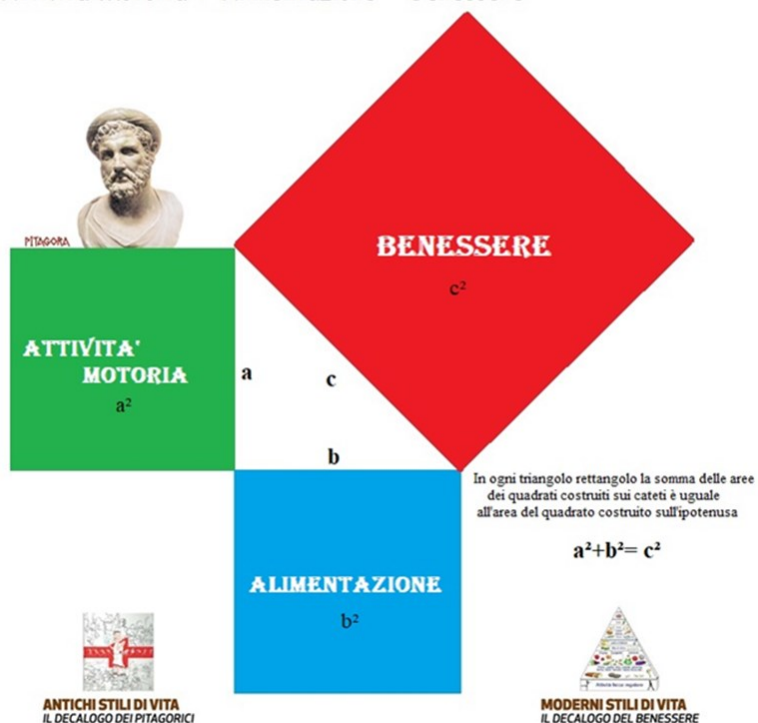 PITAGORA
BENESSERE
c²
ATTIVITA'
MOTORIA
a²
a
c
b
In ogni triangolo rettangolo la somma delle aree
dei quadrati costruiti sui cateti è uguale
all'area del quadrato costruito sull'ipotenusa
a²+b²= c²
ALIMENTAZIONE
b²
ANTICHI STILI DI VITA
IL DECALOGO DEI PITAGORICI
MODERNI STILI DI VITA
IL DECALOGO DEL BENESSERE